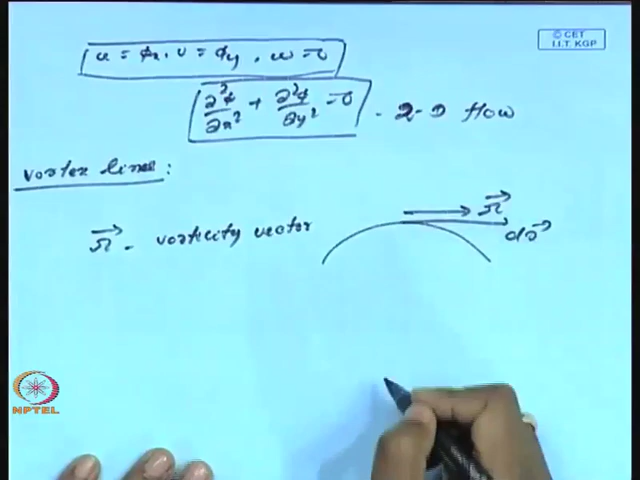 © CET
I.I.T. KGP
u = ϕx, v = ϕy, w = 0
∂²ϕ/∂x² + ∂²ϕ/∂y² = 0 - 2-D flow
Vortex lines:
Ω⃗ - vorticity vector
Ω⃗
ds⃗
NPTEL